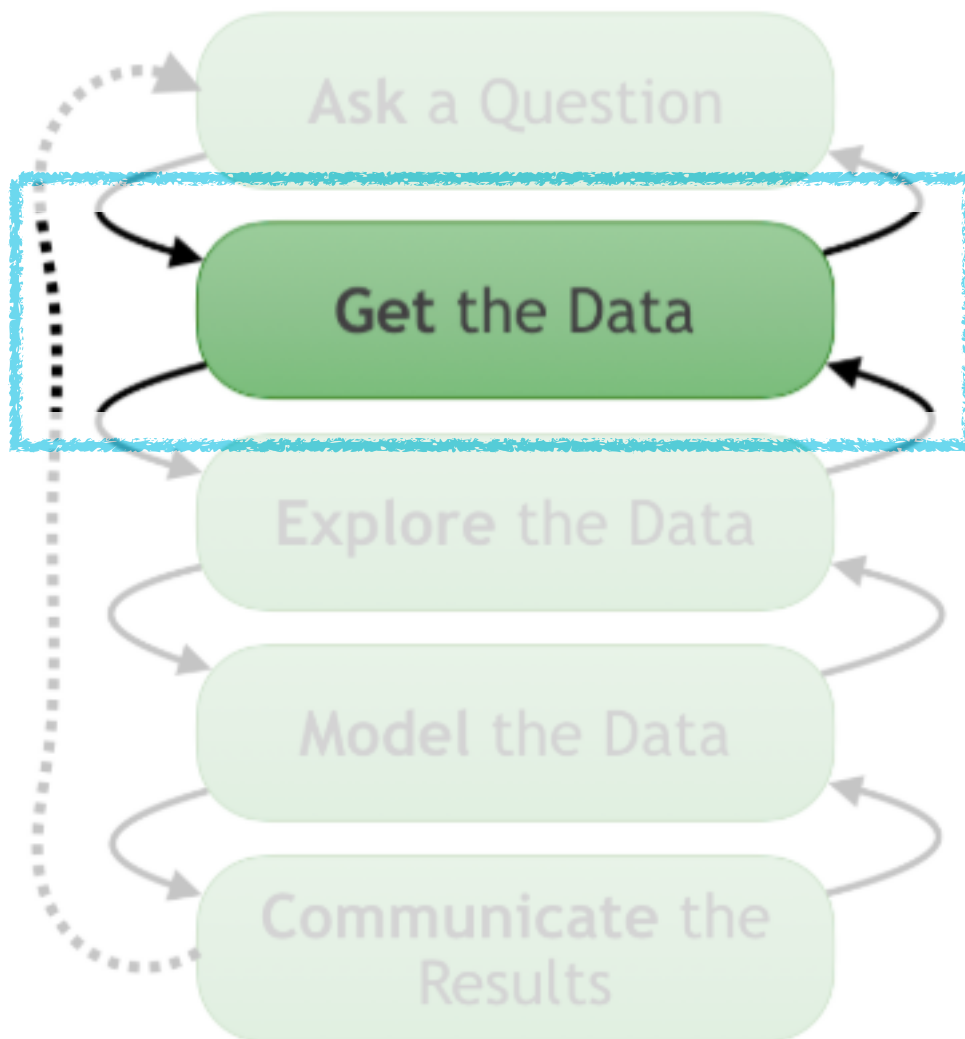 Ask a Question
Get the Data
Explore the Data
Model the Data
Communicate the
Results